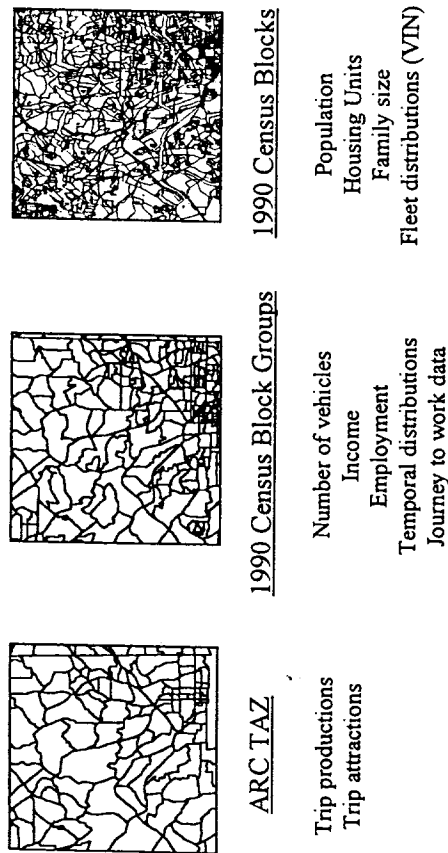 ARC TAZ
Trip productions
Trip attractions
1990 Census Block Groups
Number of vehicles
Income
Employment
Temporal distributions
Journey to work data
1990 Census Blocks
Population
Housing Units
Family size
Fleet distributions (VIN)